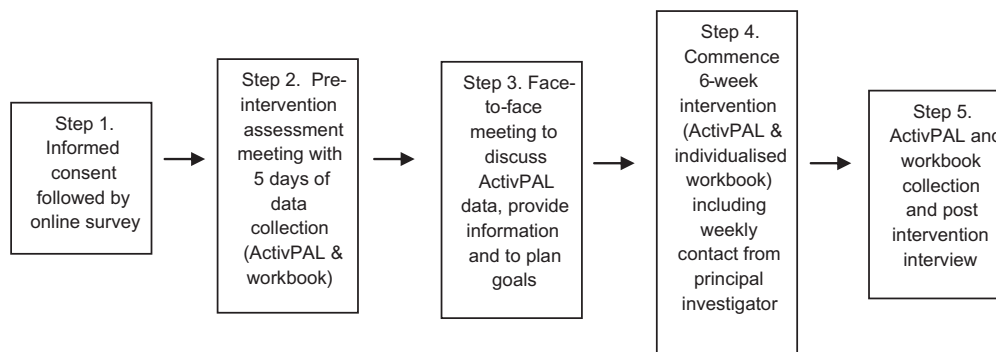 Step 1.
Informed
consent
followed by
online survey
Step 2. Pre-
intervention
assessment
meeting with
5 days of
data
collection
(ActivPAL &
workbook)
Step 3. Face-
to-face
meeting to
discuss
ActivPAL
data, provide
information
and to plan
goals
Step 4.
Commence
6-week
intervention
(ActivPAL &
individualised
workbook)
including
weekly
contact from
principal
investigator
Step 5.
ActivPAL and
workbook
collection
and post
intervention
interview